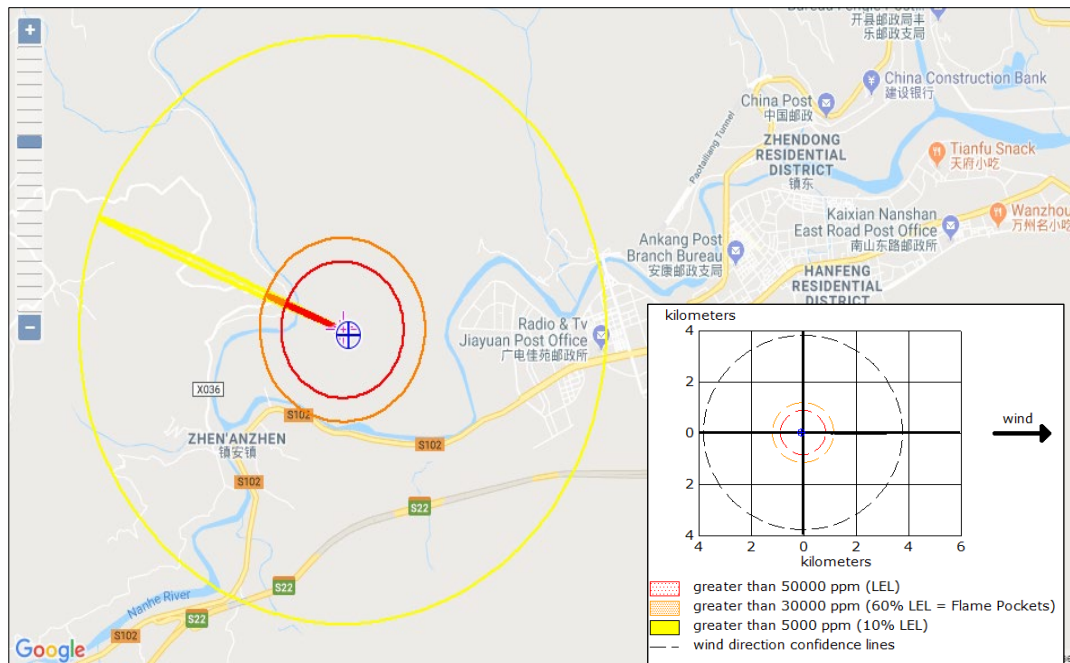 Bureau Fengle Post...
开县邮政局丰
乐邮政支局
China Construction Bank
建设银行
China Post
中国邮政
Paotailiang Tunnel
ZHENDONG
RESIDENTIAL
DISTRICT
镇东
Tianfu Snack
天府小吃
Kaixian Nanshan
East Road Post Office
南山东路邮政所
Wanzhou
万州名小吃
Ankang Post
Branch Bureau
安康邮政支局
HANFENG
RESIDENTIAL
DISTRICT
Radio & Tv
Jiayuan Post Office
广电佳苑邮政所
X036
S102
ZHEN'ANZHEN
镇安镇
S102
S102
S22
S22
S22
Nanhe River
S102
Google
kilometers
4
2
0
2
4
4
2
0
2
4
6
kilometers
wind
greater than 50000 ppm (LEL)
greater than 30000 ppm (60% LEL = Flame Pockets)
greater than 5000 ppm (10% LEL)
wind direction confidence lines